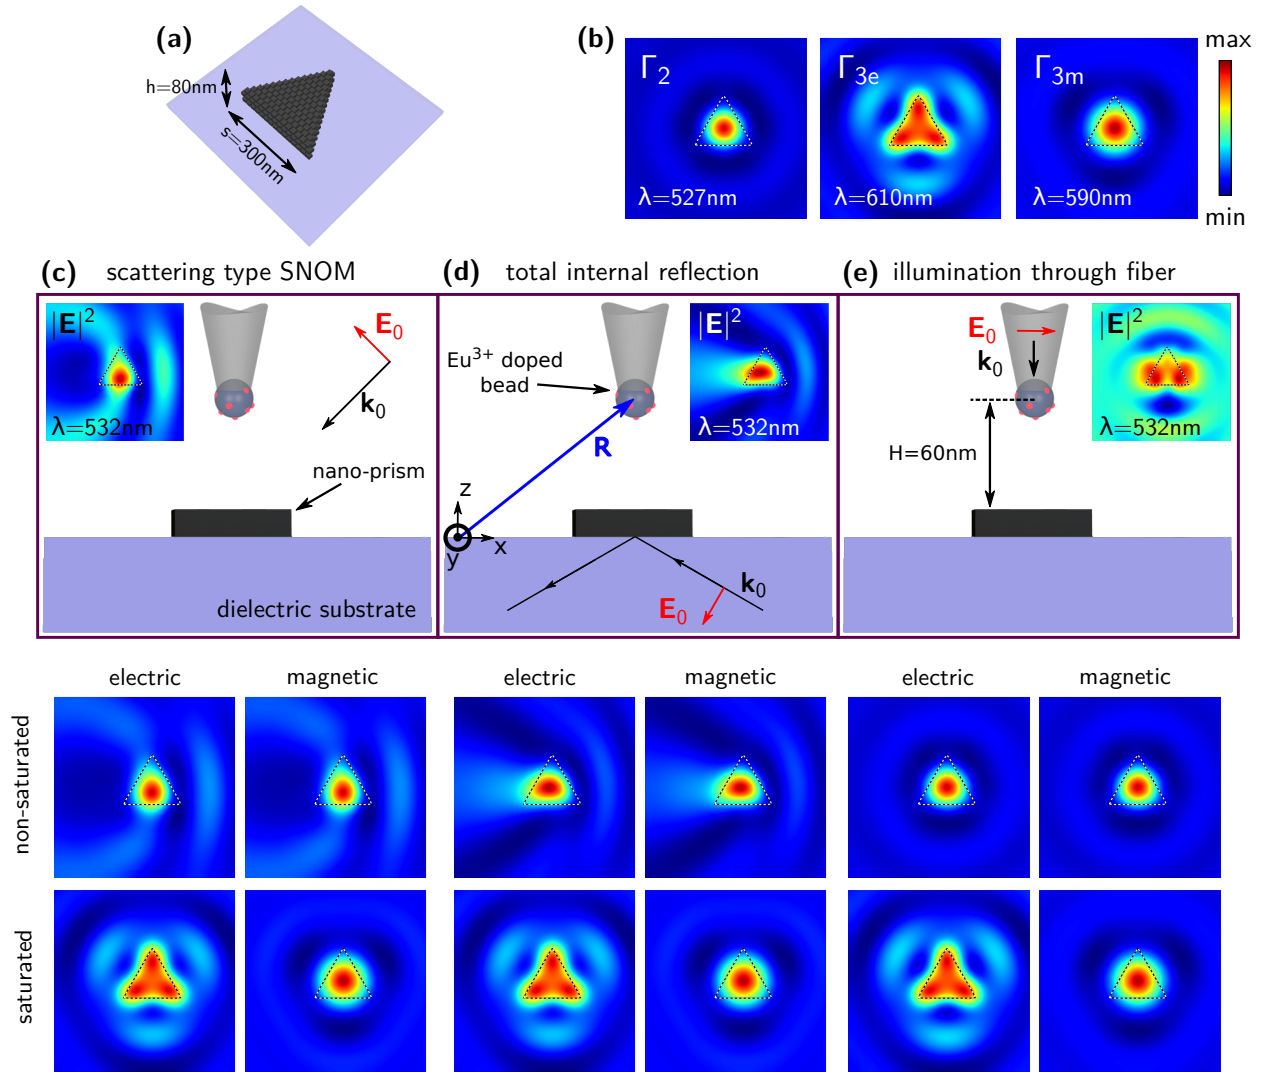 (a)
h=80nm
s=300nm
(b)
Γ2
λ=527nm
Γ3e
λ=610nm
Γ3m
λ=590nm
max
min
(c) scattering type SNOM
|E|²
λ=532nm
E0
k0
nano-prism
dielectric substrate
(d) total internal reflection
Eu³⁺ doped
bead
|E|²
λ=532nm
R
z
x
y
k0
E0
(e) illumination through fiber
E0
k0
|E|²
λ=532nm
H=60nm
electric magnetic electric magnetic electric magnetic
non-saturated
saturated